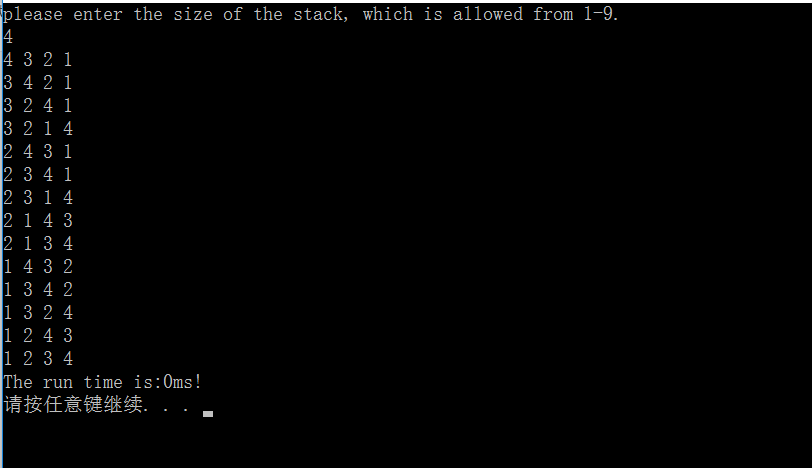 please enter the size of the stack, which is allowed from 1-9.
4
4 3 2 1
3 4 2 1
3 2 4 1
3 2 1 4
2 4 3 1
2 3 4 1
2 3 1 4
2 1 4 3
2 1 3 4
1 4 3 2
1 3 4 2
1 3 2 4
1 2 4 3
1 2 3 4
The run time is:0ms!
请按任意键继续. . .